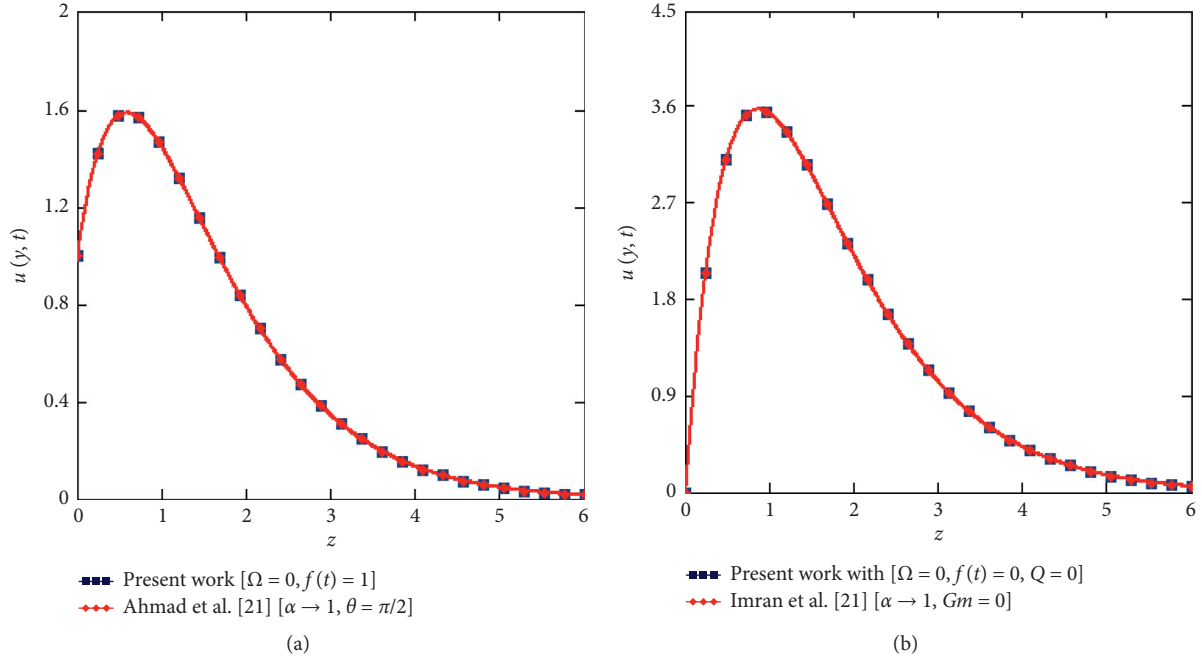 2
1.6
1.2
u (y, t)
0.8
0.4
0
0 1 2 3 4 5 6
z
Present work [Ω = 0, f (t) = 1]
Ahmad et al. [21] [α → 1, θ = π/2]
(a)
4.5
3.6
2.7
u (y, t)
1.8
0.9
0
0 1 2 3 4 5 6
z
Present work with [Ω = 0, f (t) = 0, Q = 0]
Imran et al. [21] [α → 1, Gm = 0]
(b)